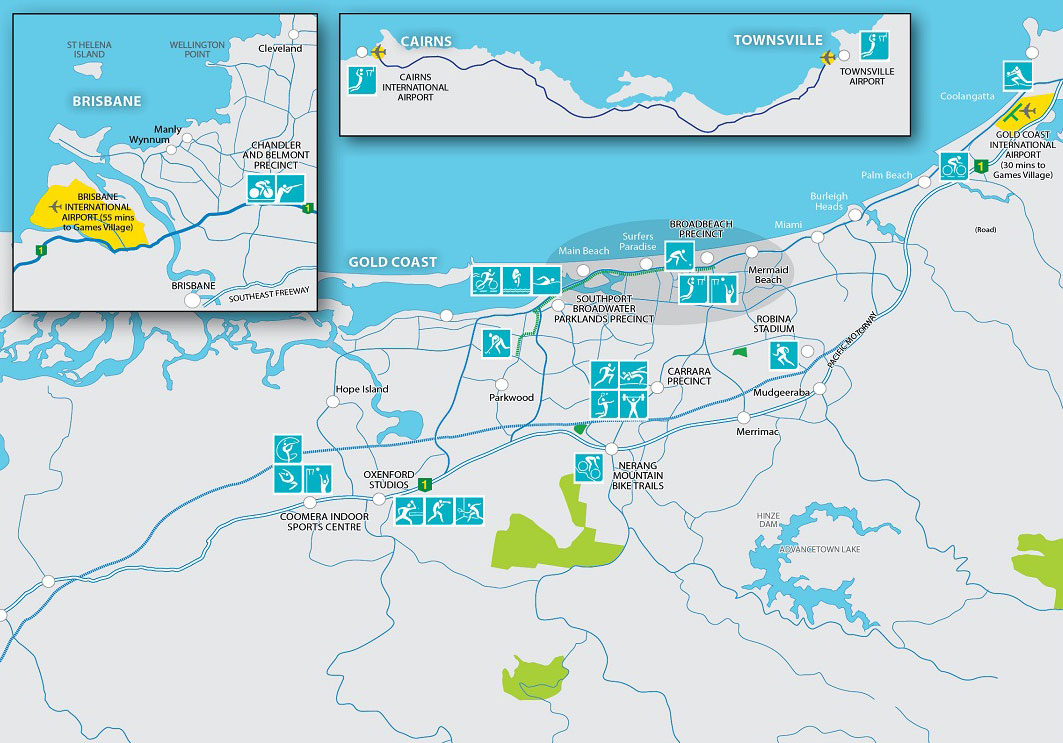 ST HELENA
ISLAND
WELLINGTON
POINT
Cleveland
BRISBANE
Manly
Wynnum
CHANDLER
AND BELMONT
PRECINCT
BRISBANE
INTERNATIONAL
AIRPORT (55 mins
to Games Village)
1
1
BRISBANE
SOUTHEAST FREEWAY
CAIRNS
CAIRNS
INTERNATIONAL
AIRPORT
TOWNSVILLE
TOWNSVILLE
AIRPORT
Coolangatta
GOLD COAST
INTERNATIONAL
AIRPORT
(30 mins to
Games Village)
1
Palm Beach
Burleigh
Heads
(Road)
Miami
BROADBEACH
PRECINCT
Surfers
Paradise
Main Beach
Mermaid
Beach
GOLD COAST
SOUTHPORT
BROADWATER
PARKLANDS PRECINCT
ROBINA
STADIUM
PACIFIC MOTORWAY
CARRARA
PRECINCT
Mudgeeraba
Hope Island
Parkwood
Merrimac
OXENFORD
STUDIOS
1
NERANG
MOUNTAIN
BIKE TRAILS
COOMERA INDOOR
SPORTS CENTRE
HINZE
DAM
ADVANCETOWN LAKE